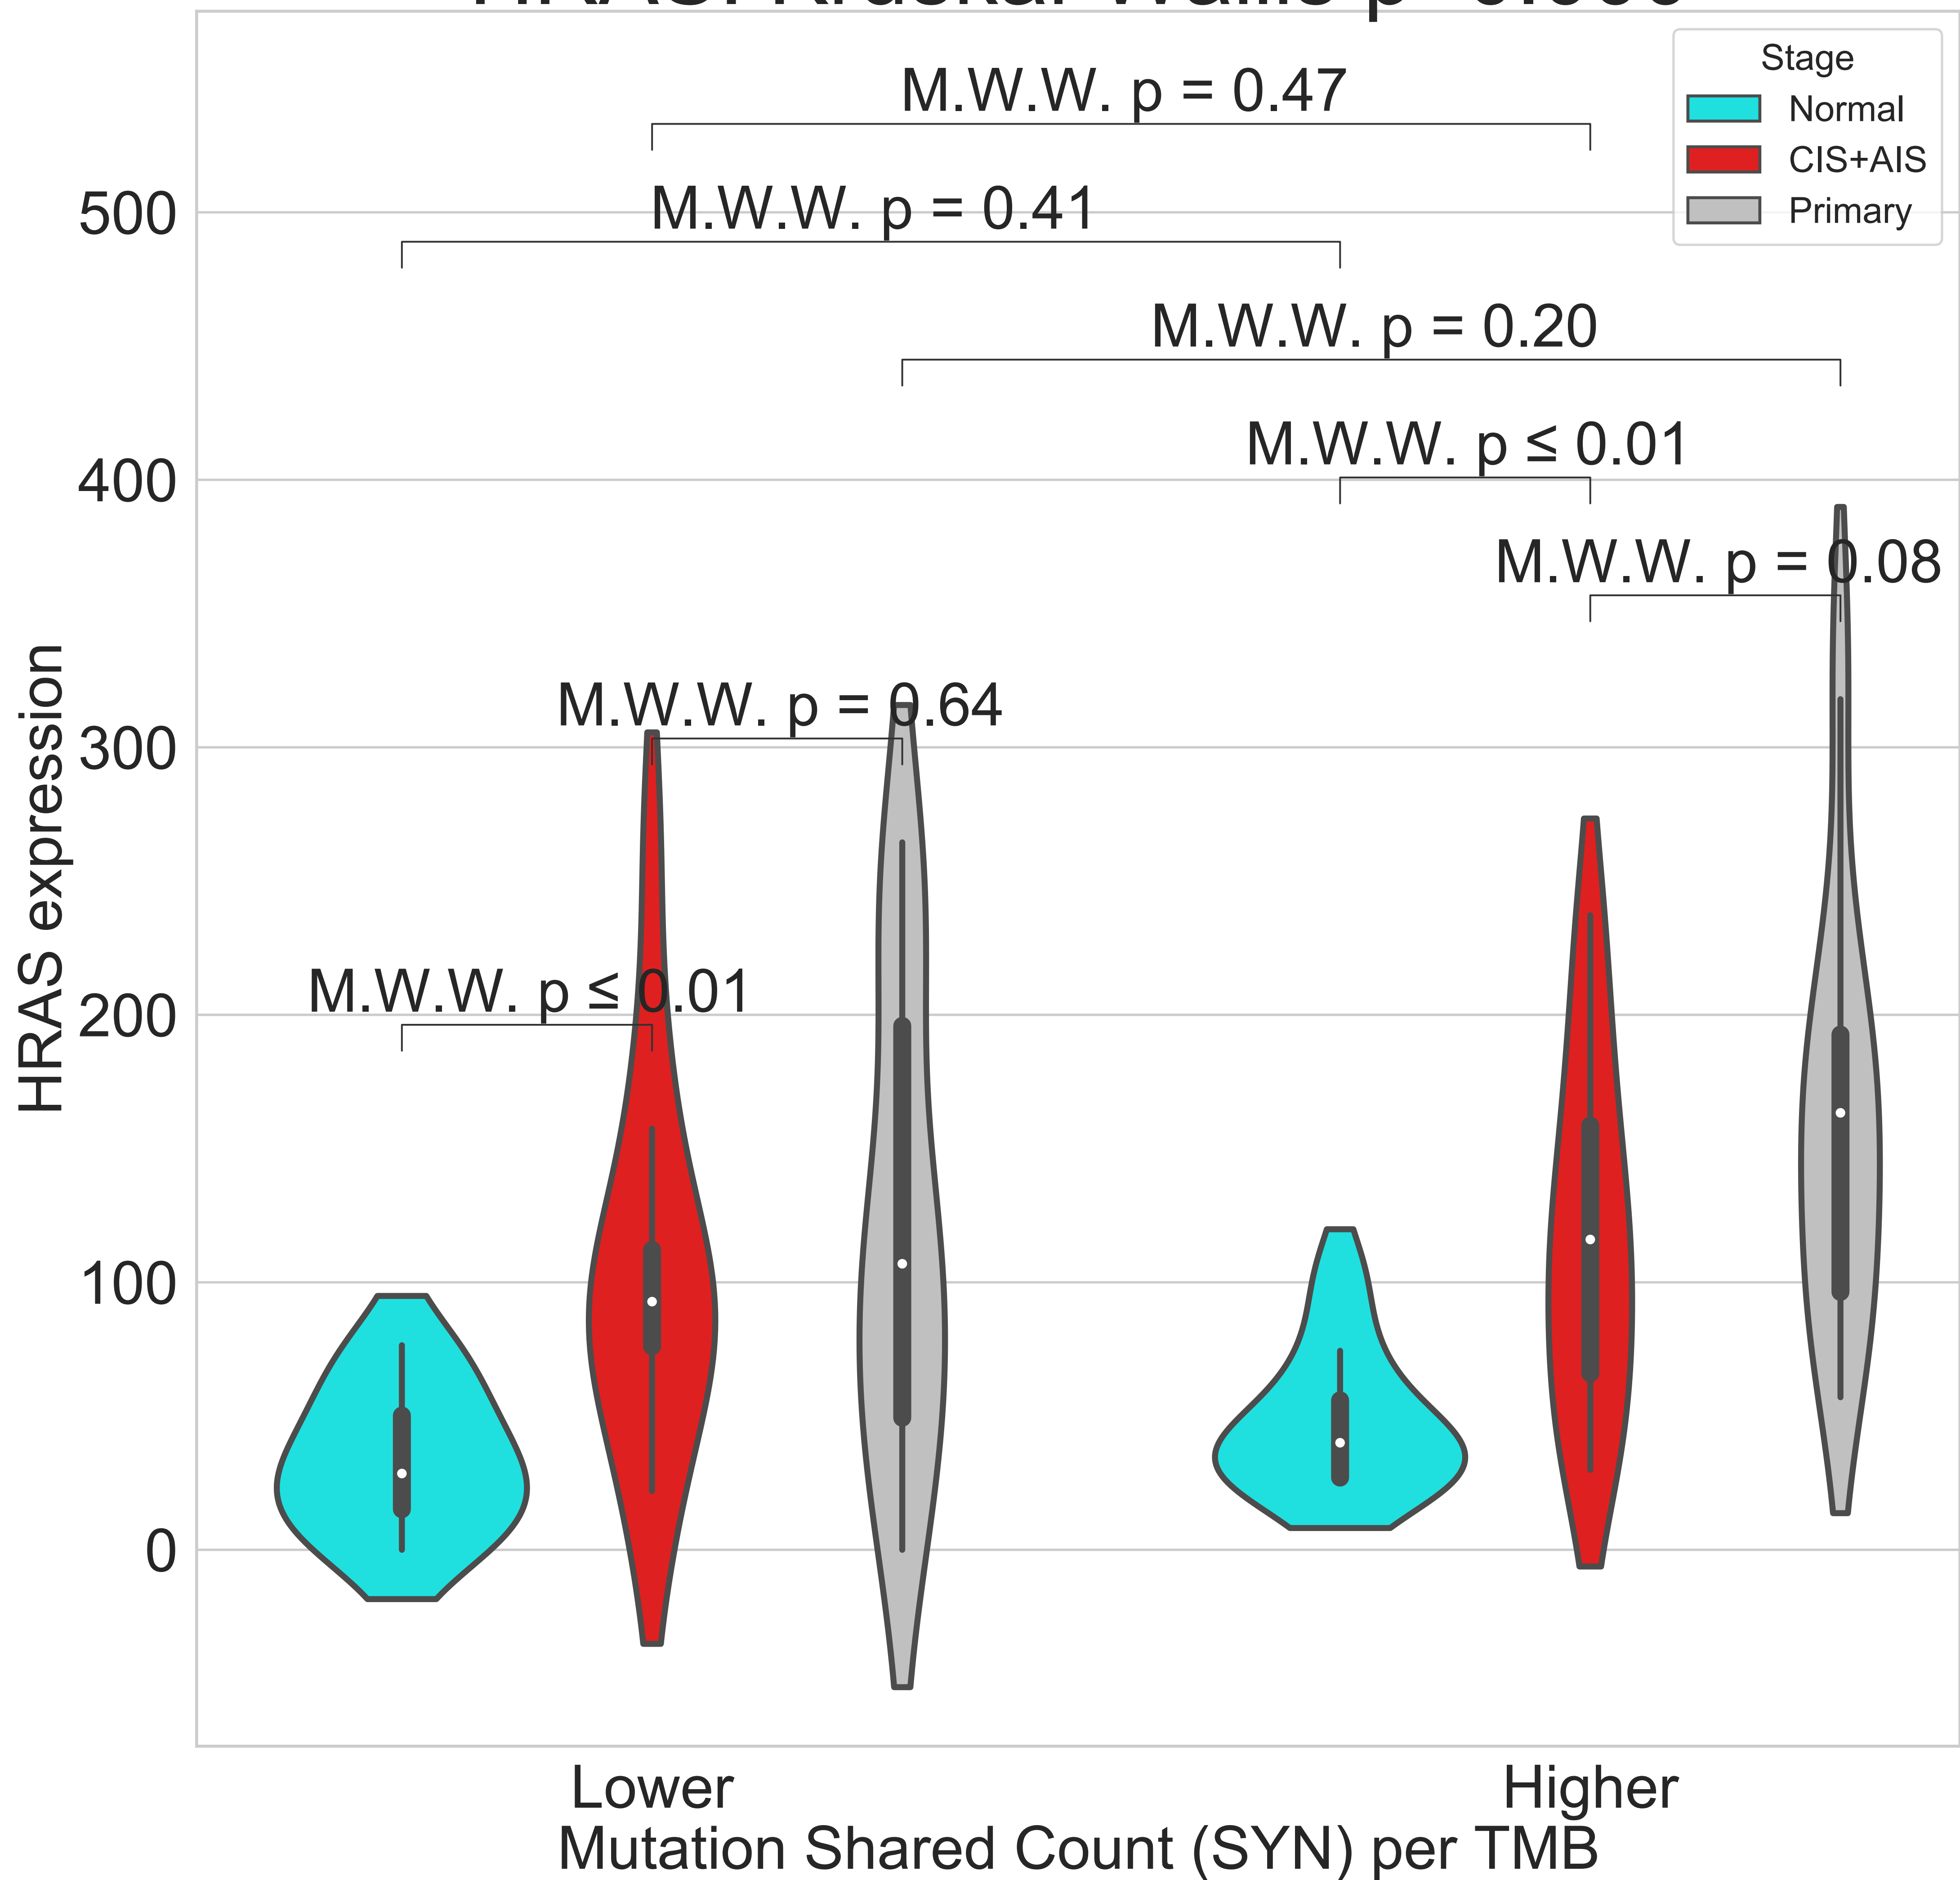 M.W.W. p = 0.47
M.W.W. p = 0.41
M.W.W. p = 0.20
M.W.W. p ≤ 0.01
M.W.W. p = 0.08
M.W.W. p = 0.64
M.W.W. p ≤ 0.01
Stage
Normal
CIS+AIS
Primary
HRAS expression
500
400
300
200
100
0
Lower
Higher
Mutation Shared Count (SYN) per TMB